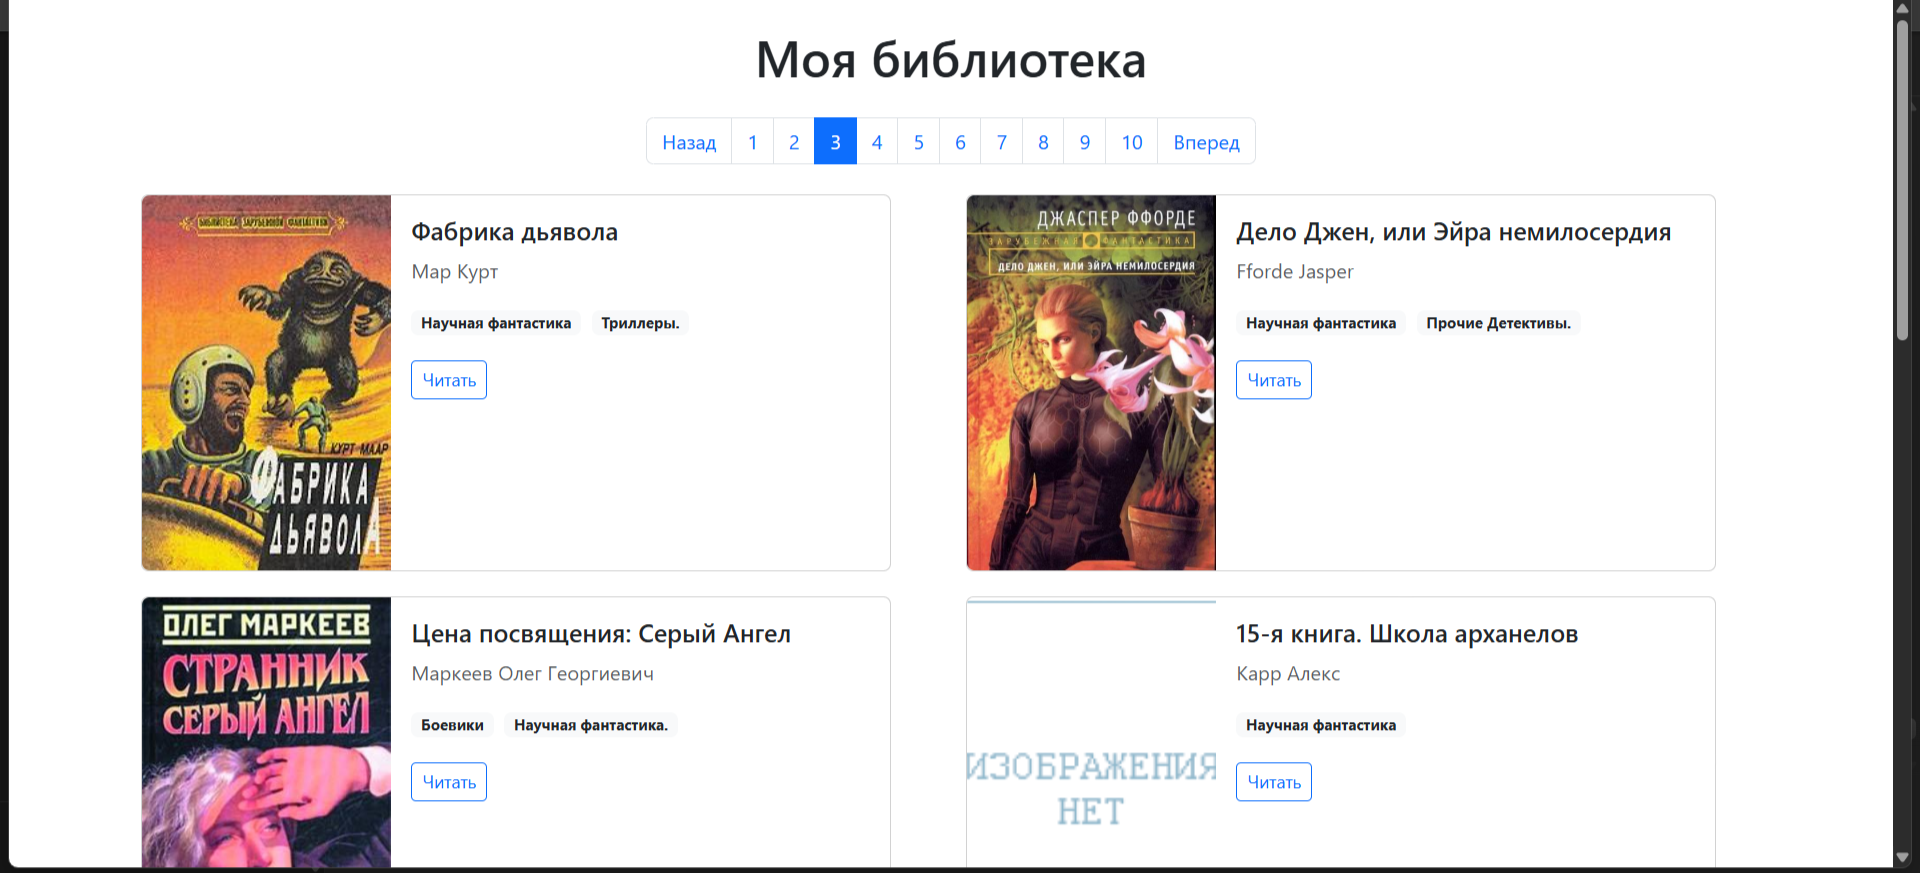 Моя библиотека
Назад 1 2 3 4 5 6 7 8 9 10 Вперед
БИБЛИОТЕКА ЗАРУБЕЖНОЙ ФАНТАСТИКИ
КУРТ МААР
ФАБРИКА
ДЬЯВОЛА
Фабрика дьявола
Мар Курт
Научная фантастика Триллеры.
Читать
ДЖАСПЕР ФФОРДЕ
ЗАРУБЕЖНАЯ ФАНТАСТИКА
ДЕЛО ДЖЕН, ИЛИ ЭЙРА НЕМИЛОСЕРДИЯ
Дело Джен, или Эйра немилосердия
Fforde Jasper
Научная фантастика Прочие Детективы.
Читать
ОЛЕГ МАРКЕЕВ
СТРАННИК
СЕРЫЙ АНГЕЛ
Цена посвящения: Серый Ангел
Маркеев Олег Георгиевич
Боевики Научная фантастика.
Читать
ИЗОБРАЖЕНИЯ
НЕТ
15-я книга. Школа арханелов
Карр Алекс
Научная фантастика
Читать